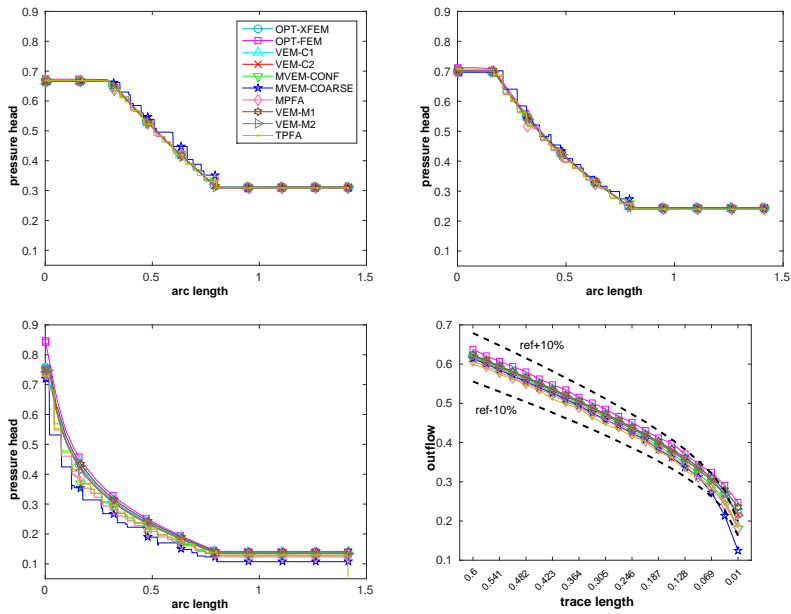 0.9
0.8
0.7
0.6
0.5
0.4
0.3
0.2
0.1
pressure head
0
0.5
1
1.5
arc length
OPT-XFEM
OPT-FEM
VEM-C1
VEM-C2
MVEM-CONF
MVEM-COARSE
MPFA
VEM-M1
VEM-M2
TPFA
0.9
0.8
0.7
0.6
0.5
0.4
0.3
0.2
0.1
pressure head
0
0.5
1
1.5
arc length
0.9
0.8
0.7
0.6
0.5
0.4
0.3
0.2
0.1
pressure head
0
0.5
1
1.5
arc length
0.7
0.6
0.5
0.4
0.3
0.2
0.1
outflow
ref+10%
ref-10%
0.6
0.541
0.482
0.423
0.364
0.305
0.246
0.187
0.128
0.069
0.01
trace length